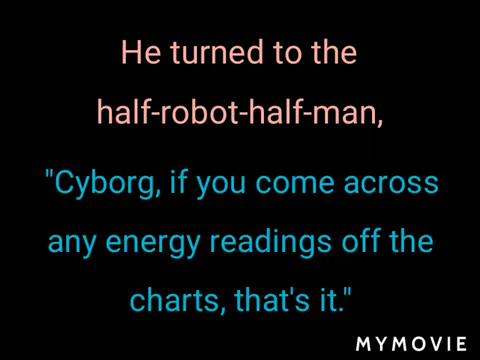 He turned to the
half-robot-half-man,
"Cyborg, if you come across
any energy readings off the
charts, that's it."
MYMOVIE